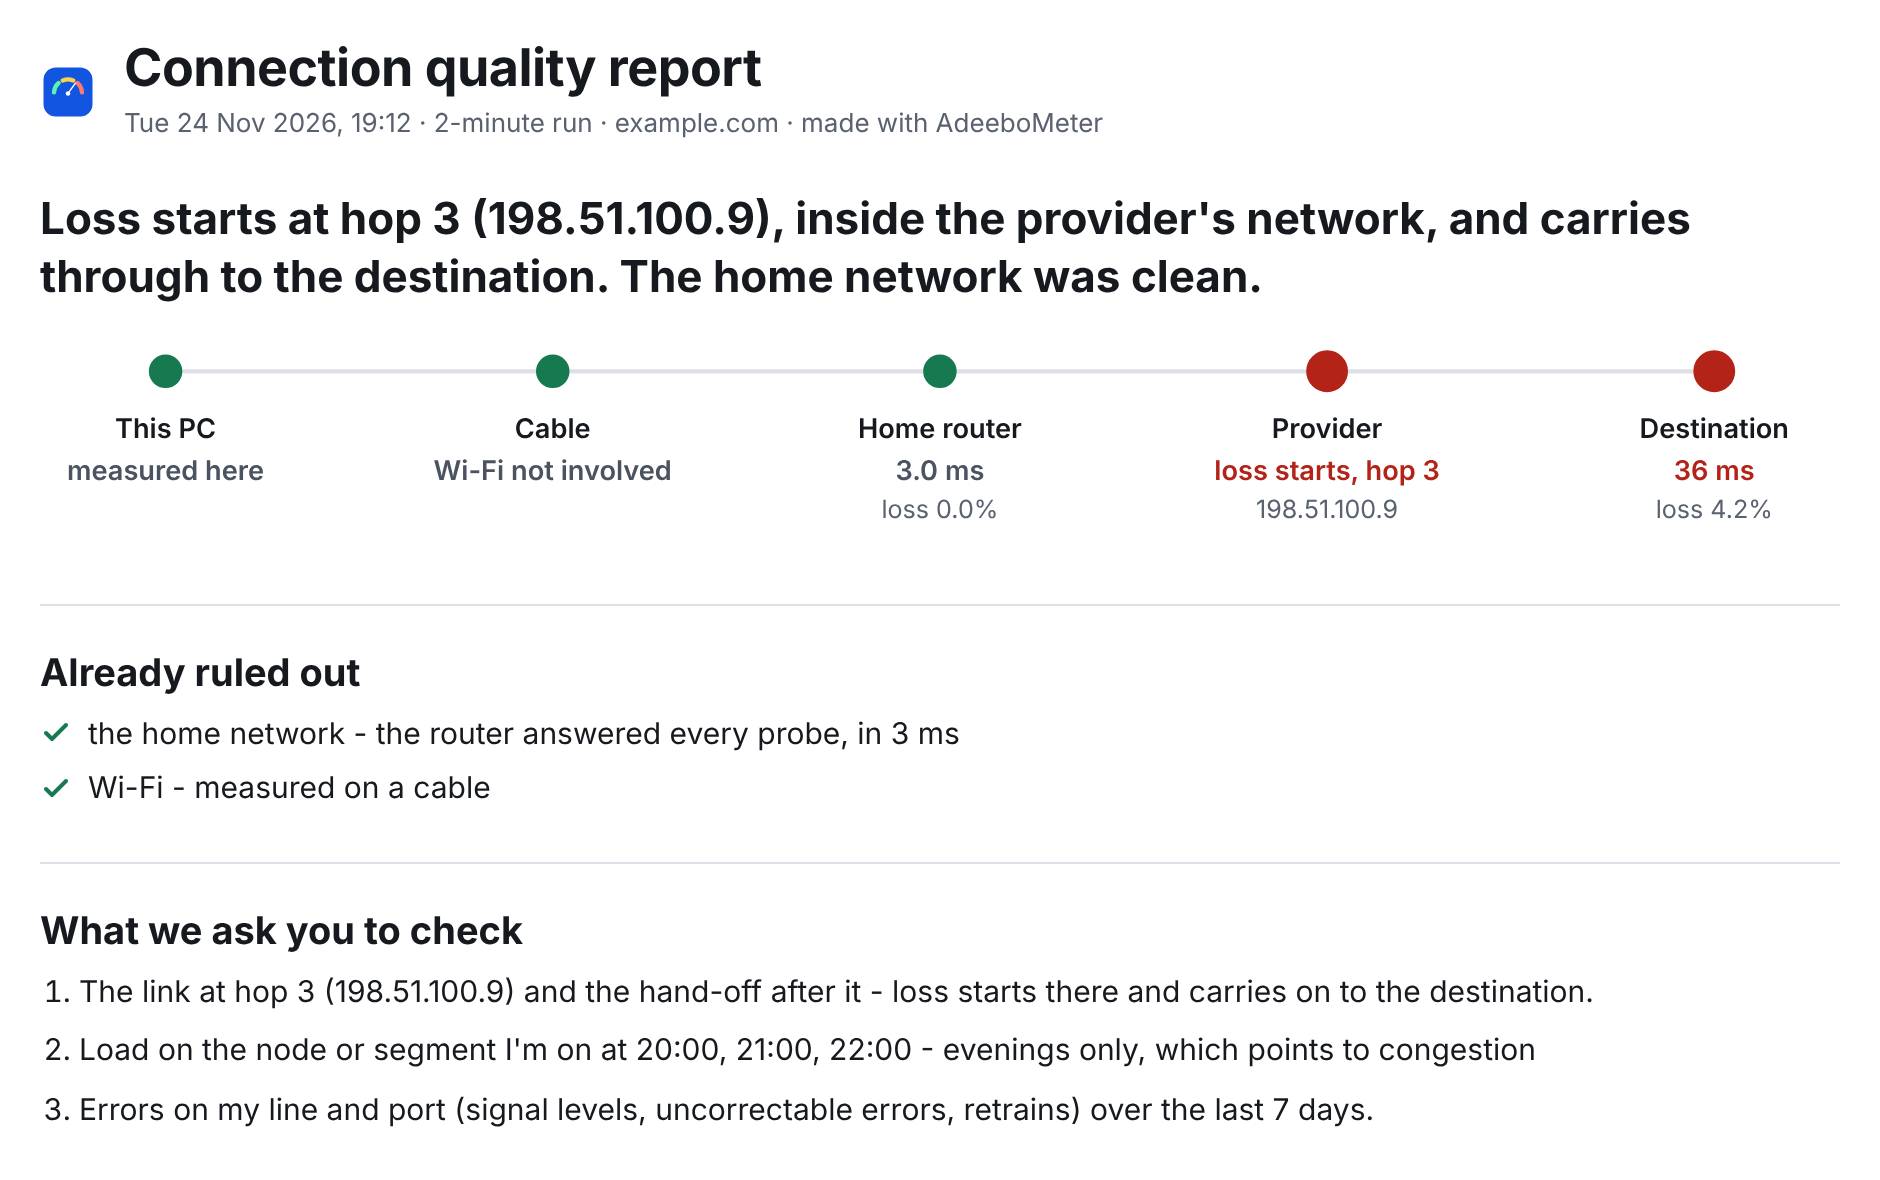 Connection quality report
Tue 24 Nov 2026, 19:12 · 2-minute run · example.com · made with AdeeboMeter
Loss starts at hop 3 (198.51.100.9), inside the provider's network, and carries
through to the destination. The home network was clean.
This PC
measured here
Cable
Wi-Fi not involved
Home router
3.0 ms
loss 0.0%
Provider
loss starts, hop 3
198.51.100.9
Destination
36 ms
loss 4.2%
Already ruled out
the home network - the router answered every probe, in 3 ms
Wi-Fi - measured on a cable
What we ask you to check
1. The link at hop 3 (198.51.100.9) and the hand-off after it - loss starts there and carries on to the destination.
2. Load on the node or segment I'm on at 20:00, 21:00, 22:00 - evenings only, which points to congestion
3. Errors on my line and port (signal levels, uncorrectable errors, retrains) over the last 7 days.